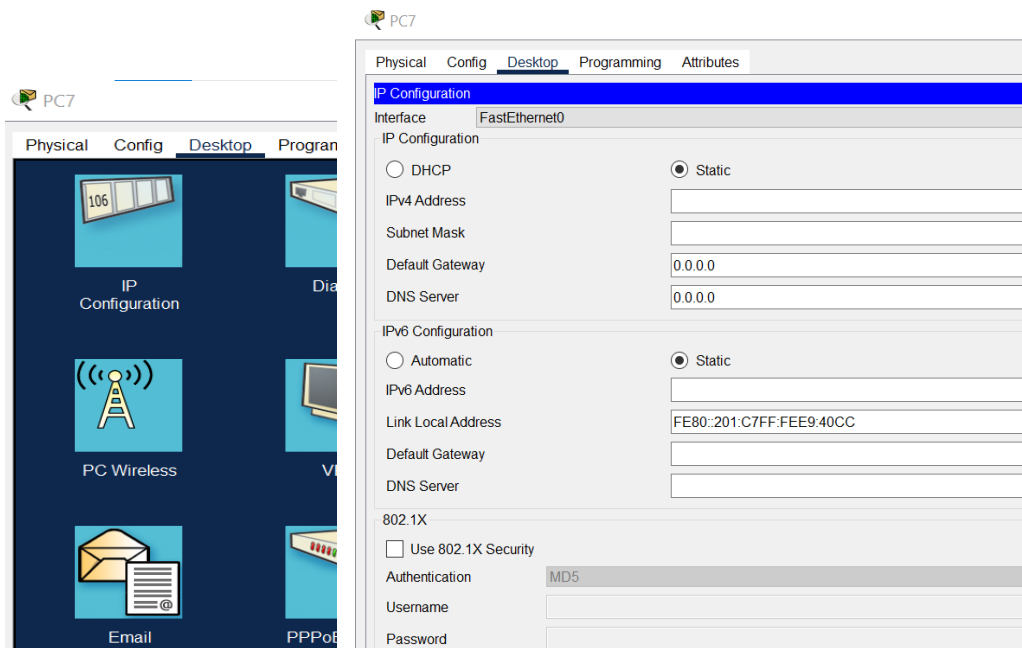 PC7
Physical Config Desktop Program
106
IP
Configuration
Dia
PC Wireless
Email
PPPoE
PC7
Physical Config Desktop Programming Attributes
IP Configuration
Interface FastEthernet0
IP Configuration
DHCP Static
IPv4 Address
Subnet Mask
Default Gateway 0.0.0.0
DNS Server 0.0.0.0
IPv6 Configuration
Automatic Static
IPv6 Address
Link Local Address FE80::201:C7FF:FEE9:40CC
Default Gateway
DNS Server
802.1X
Use 802.1X Security
Authentication MD5
Username
Password